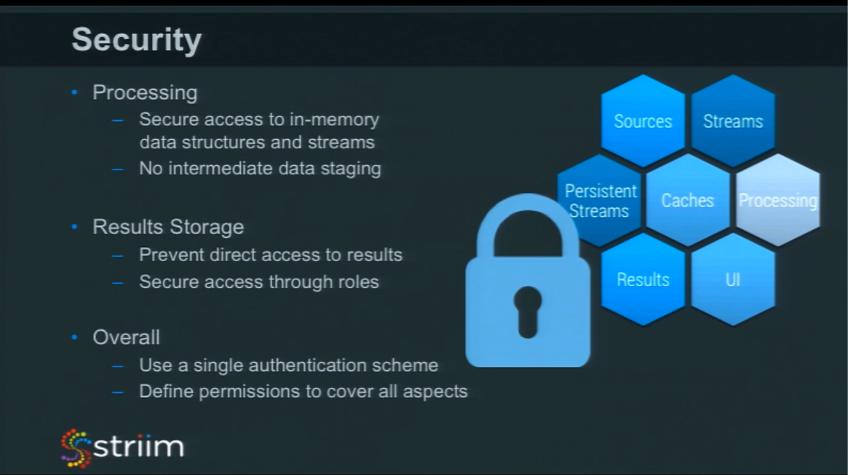 Security
• Processing
– Secure access to in-memory
data structures and streams
– No intermediate data staging
• Results Storage
– Prevent direct access to results
– Secure access through roles
• Overall
– Use a single authentication scheme
– Define permissions to cover all aspects
Sources
Streams
Persistent
Streams
Caches
Processing
Results
UI
striim